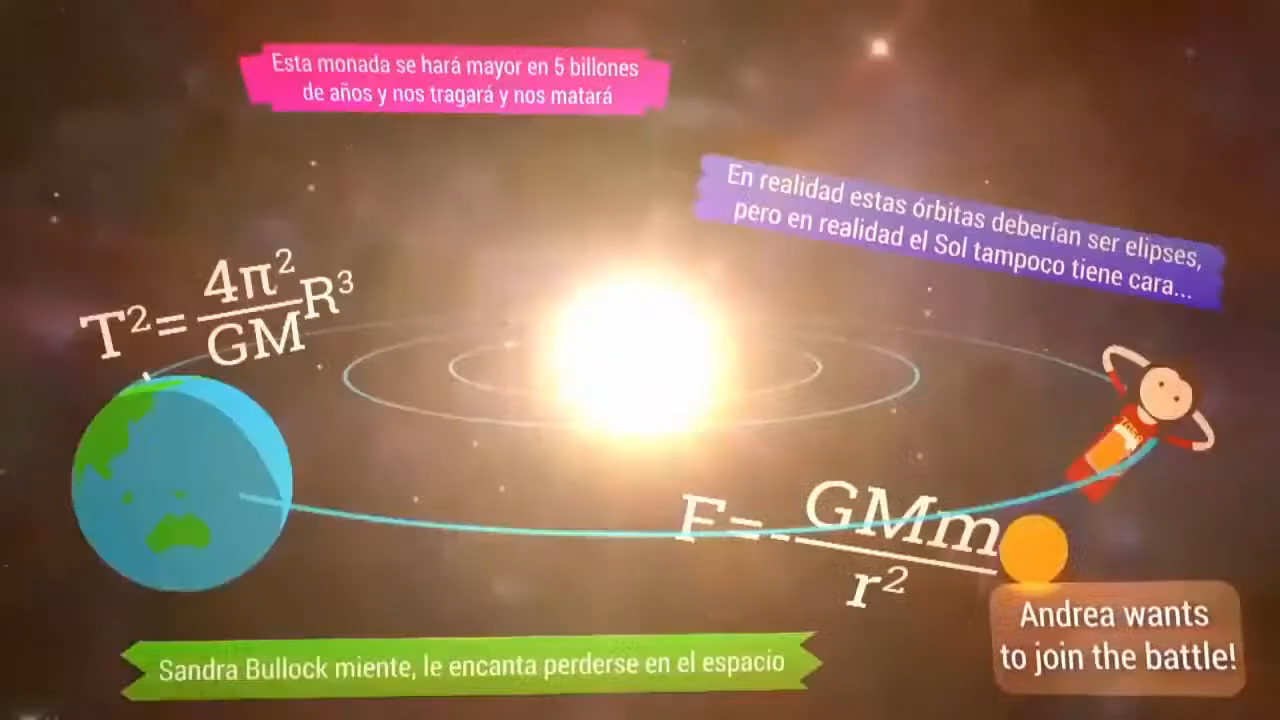 Esta monada se hará mayor en 5 billones
de años y nos tragará y nos matará
En realidad estas órbitas deberían ser elipses,
pero en realidad el Sol tampoco tiene cara...
T²= 4π²/GM R³
F=-GMm/r²
Andrea wants
to join the battle!
Sandra Bullock miente, le encanta perderse en el espacio